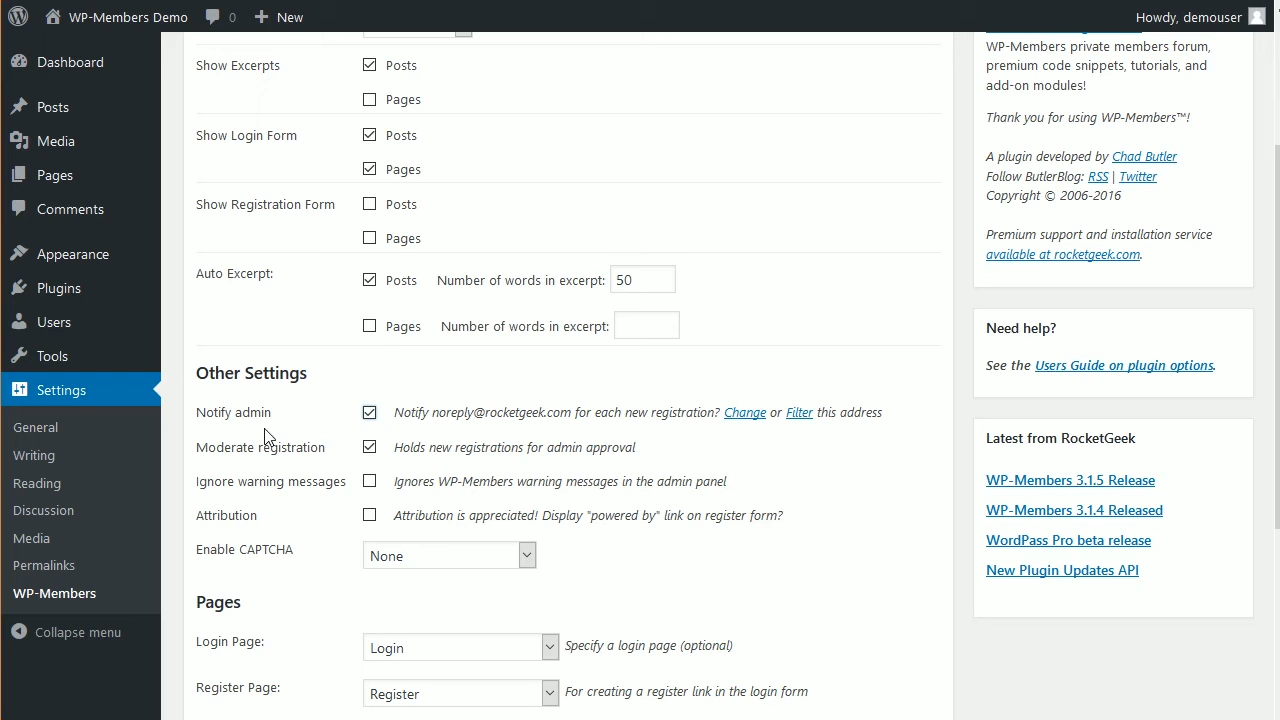 WP-Members Demo 0 New Howdy, demouser
Dashboard
Posts
Media
Pages
Comments
Appearance
Plugins
Users
Tools
Settings
General
Writing
Reading
Discussion
Media
Permalinks
WP-Members
Collapse menu
Show Excerpts Posts
Pages
Show Login Form Posts
Pages
Show Registration Form Posts
Pages
Auto Excerpt: Posts Number of words in excerpt: 50
Pages Number of words in excerpt:
Other Settings
Notify admin Notify noreply@rocketgeek.com for each new registration? Change or Filter this address
Moderate registration Holds new registrations for admin approval
Ignore warning messages Ignores WP-Members warning messages in the admin panel
Attribution Attribution is appreciated! Display "powered by" link on register form?
Enable CAPTCHA None
Pages
Login Page: Login Specify a login page (optional)
Register Page: Register For creating a register link in the login form
WP-Members private members forum,
premium code snippets, tutorials, and
add-on modules!
Thank you for using WP-Members™!
A plugin developed by Chad Butler
Follow ButlerBlog: RSS | Twitter
Copyright © 2006-2016
Premium support and installation service
available at rocketgeek.com.
Need help?
See the Users Guide on plugin options.
Latest from RocketGeek
WP-Members 3.1.5 Release
WP-Members 3.1.4 Released
WordPass Pro beta release
New Plugin Updates API